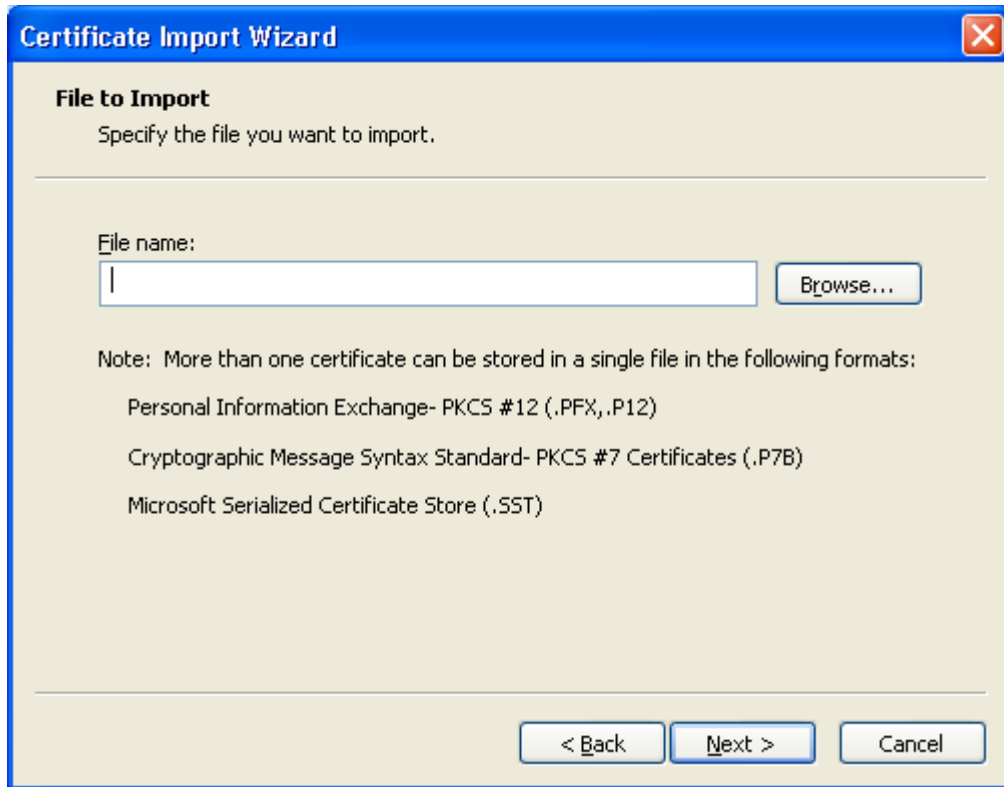 Certificate Import Wizard
File to Import
Specify the file you want to import.
File name:
Browse...
Note:  More than one certificate can be stored in a single file in the following formats:
Personal Information Exchange- PKCS #12 (.PFX,.P12)
Cryptographic Message Syntax Standard- PKCS #7 Certificates (.P7B)
Microsoft Serialized Certificate Store (.SST)
< Back
Next >
Cancel